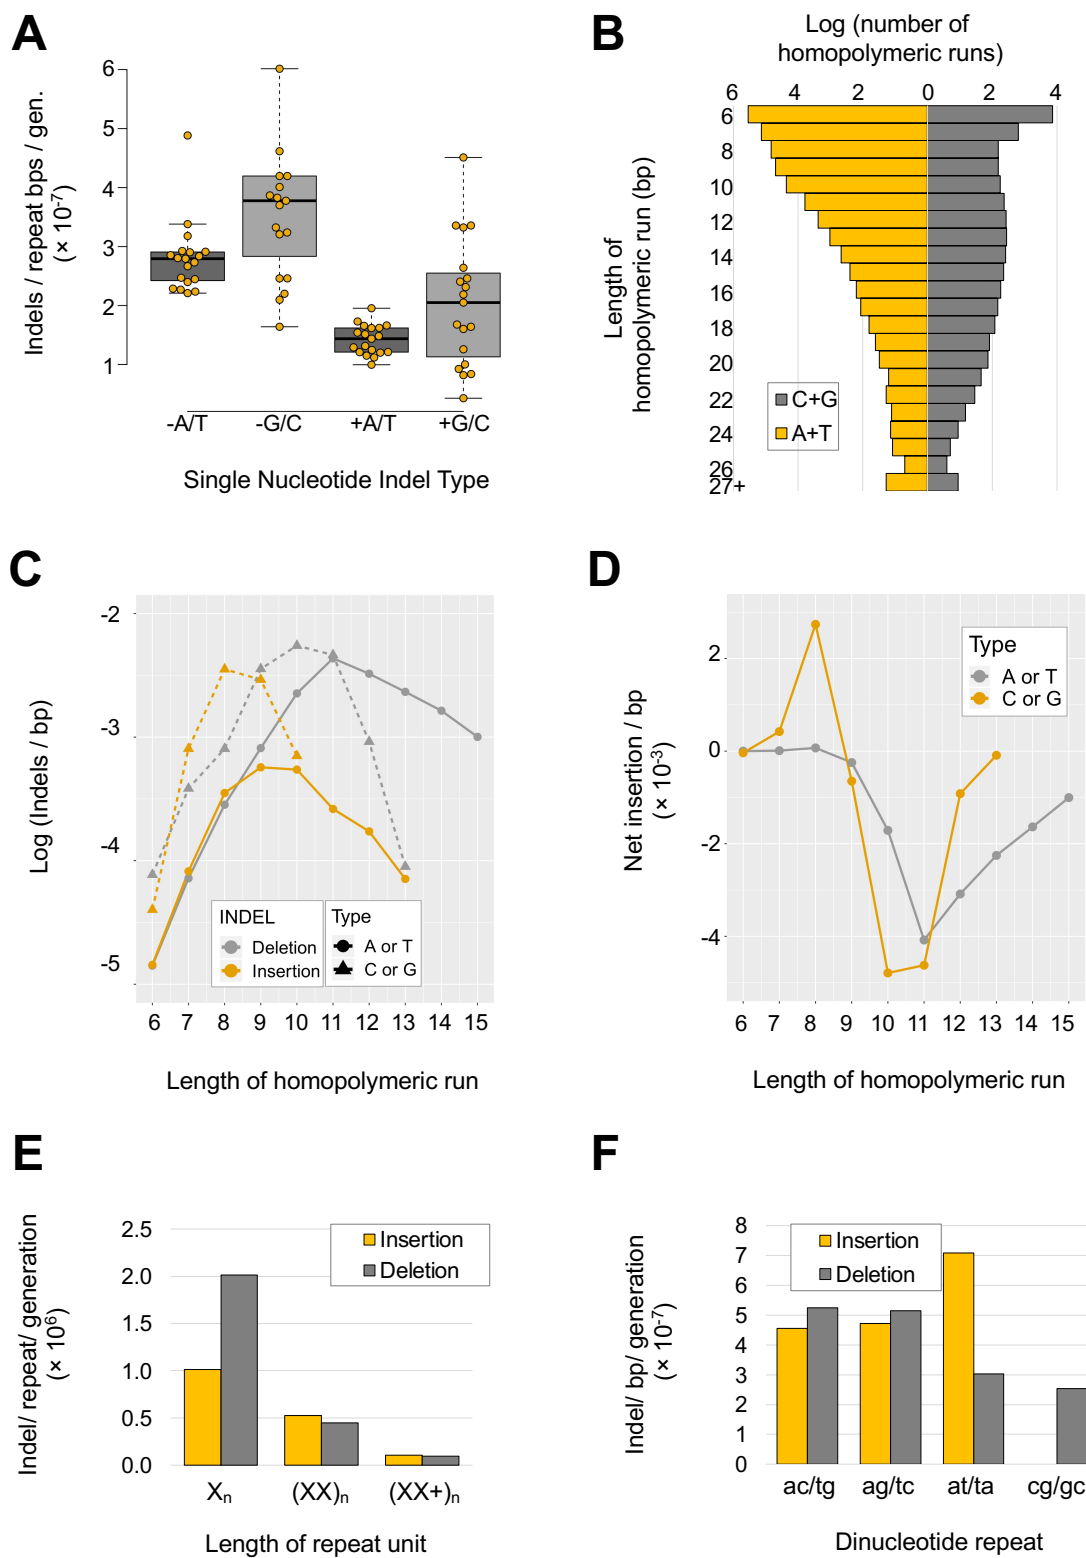 A
Indels / repeat bps / gen.
(× 10-7)
6
5
4
3
2
1
-A/T -G/C +A/T +G/C
Single Nucleotide Indel Type
B
Log (number of
homopolymeric runs)
6 4 2 0 2 4
Length of
homopolymeric run (bp)
6
8
10
12
14
16
18
20
22
24
26
27+
C+G
A+T
C
Log (Indels / bp)
-2
-3
-4
-5
INDEL
Deletion
Insertion
Type
A or T
C or G
6 7 8 9 10 11 12 13 14 15
Length of homopolymeric run
D
Net insertion / bp
(× 10-3)
2
0
-2
-4
Type
A or T
C or G
6 7 8 9 10 11 12 13 14 15
Length of homopolymeric run
E
Indel/ repeat/ generation
(× 106)
2.5
2.0
1.5
1.0
0.5
0.0
Insertion
Deletion
Xn (XX)n (XX+)n
Length of repeat unit
F
Indel/ bp/ generation
(× 10-7)
8
7
6
5
4
3
2
1
0
Insertion
Deletion
ac/tg ag/tc at/ta cg/gc
Dinucleotide repeat